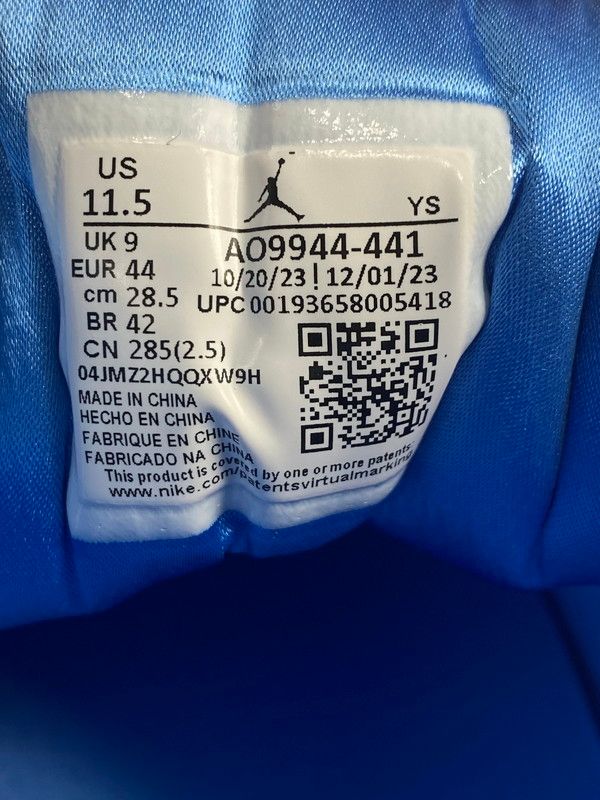 US
11.5
YS
UK 9
AO9944-441
EUR 44
10/20/23 | 12/01/23
cm 28.5
UPC 00193658005418
BR 42
CN 285(2.5)
04JMZ2HQQXW9H
MADE IN CHINA
HECHO EN CHINA
FABRIQUE EN CHINE
FABRICADO NA CHINA
This product is covered by one or more patents.
www.nike.com/patentsvirtualmarking